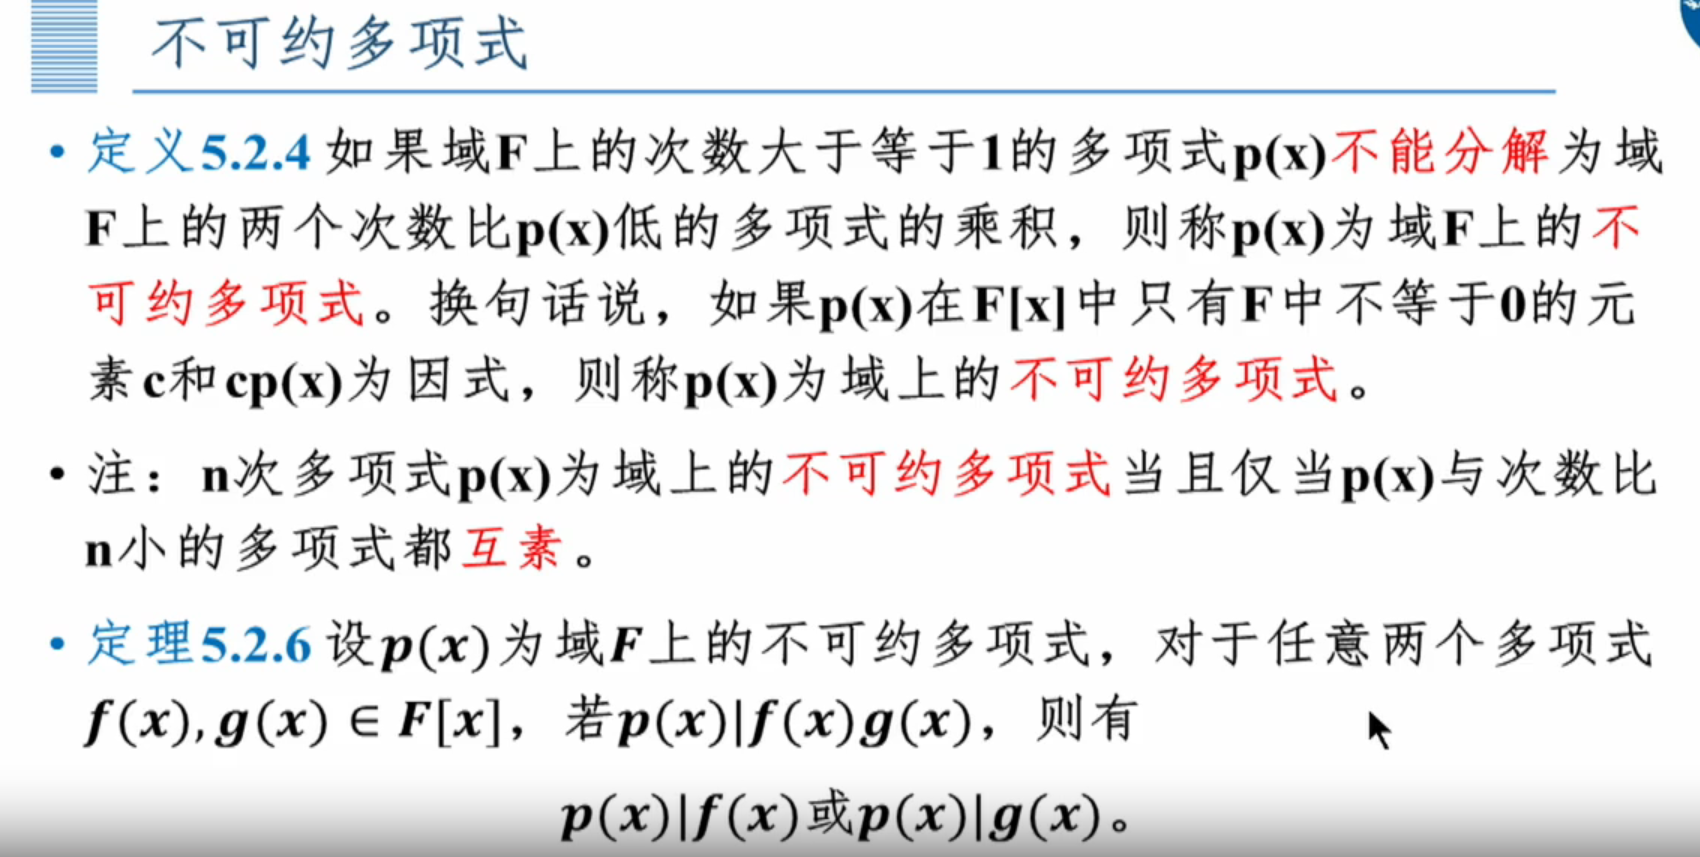 不可约多项式
• 定义5.2.4 如果域F上的次数大于等于1的多项式p(x)不能分解为域
F上的两个次数比p(x)低的多项式的乘积，则称p(x)为域F上的不
可约多项式。换句话说，如果p(x)在F[x]中只有F中不等于0的元
素c和cp(x)为因式，则称p(x)为域上的不可约多项式。
• 注：n次多项式p(x)为域上的不可约多项式当且仅当p(x)与次数比
n小的多项式都互素。
• 定理5.2.6 设p(x)为域F上的不可约多项式，对于任意两个多项式
f(x),g(x) ∈ F[x]，若p(x)|f(x)g(x)，则有
p(x)|f(x)或p(x)|g(x)。